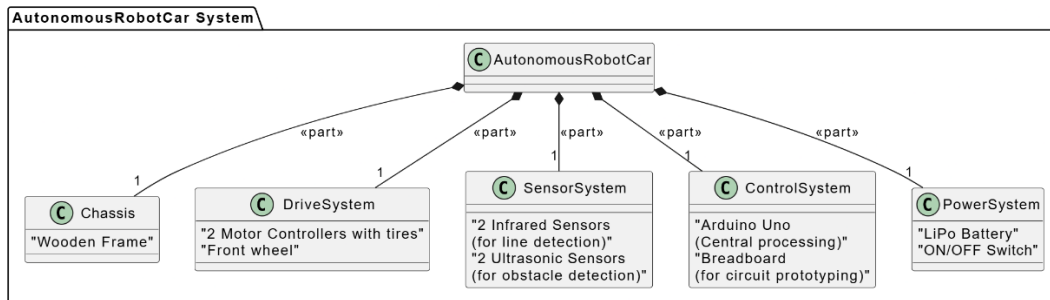 AutonomousRobotCar System
C AutonomousRobotCar
«part» «part» «part» «part» «part»
1 1 1 1 1
C Chassis
"Wooden Frame"
C DriveSystem
"2 Motor Controllers with tires"
"Front wheel"
C SensorSystem
"2 Infrared Sensors
(for line detection)"
"2 Ultrasonic Sensors
(for obstacle detection)"
C ControlSystem
"Arduino Uno
(Central processing)"
"Breadboard
(for circuit prototyping)"
C PowerSystem
"LiPo Battery"
"ON/OFF Switch"